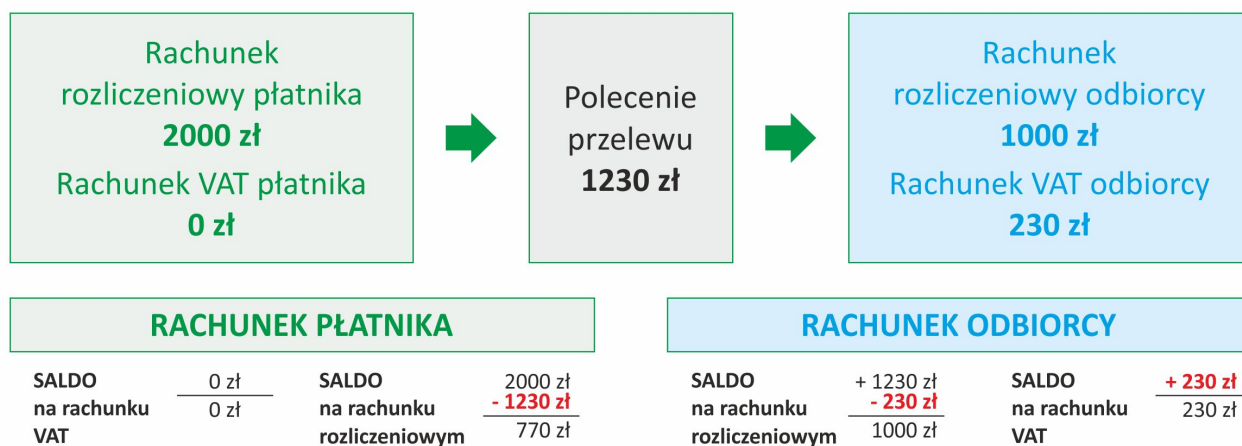 Rachunek
rozliczeniowy płatnika
2000 zł
Rachunek VAT płatnika
0 zł
Polecenie
przelewu
1230 zł
Rachunek
rozliczeniowy odbiorcy
1000 zł
Rachunek VAT odbiorcy
230 zł
RACHUNEK PŁATNIKA
SALDO
na rachunku
VAT
0 zł
0 zł
SALDO
na rachunku
rozliczeniowym
2000 zł
- 1230 zł
770 zł
RACHUNEK ODBIORCY
SALDO
na rachunku
rozliczeniowym
+ 1230 zł
- 230 zł
1000 zł
SALDO
na rachunku
VAT
+ 230 zł
230 zł